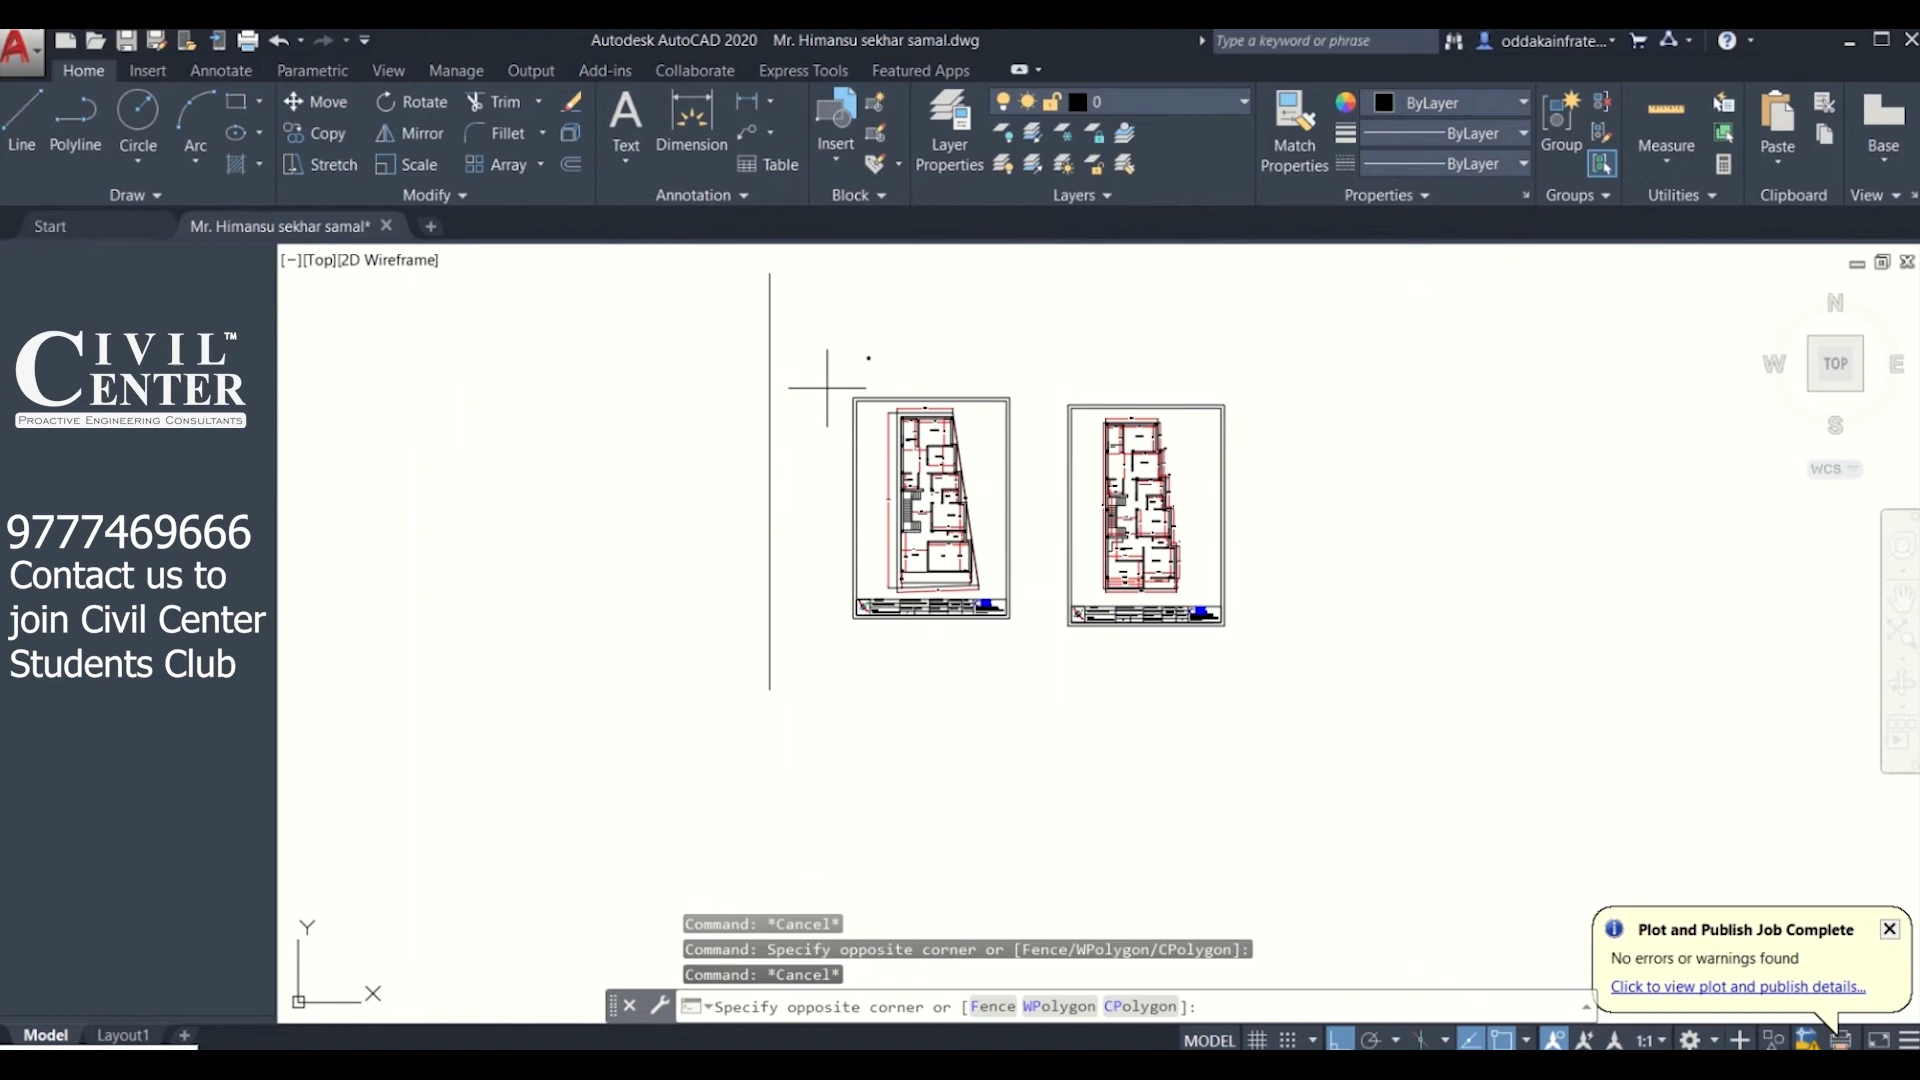 Autodesk AutoCAD 2020 Mr. Himansu sekhar samal.dwg
Type a keyword or phrase
oddakainfrate...
Home Insert Annotate Parametric View Manage Output Add-ins Collaborate Express Tools Featured Apps
Line Polyline Circle Arc
Move Rotate Trim
Copy Mirror Fillet
Stretch Scale Array
Text Dimension Table
Insert
Layer Properties
0
Match Properties
ByLayer
ByLayer
ByLayer
Group
Measure
Paste
Base
Draw Modify Annotation Block Layers Properties Groups Utilities Clipboard View
Start Mr. Himansu sekhar samal*
[−][Top][2D Wireframe]
CIVIL™
CENTER
PROACTIVE ENGINEERING CONSULTANTS
9777469666
Contact us to
join Civil Center
Students Club
N
W TOP E
S
WCS
Y
X
Command: *Cancel*
Command: Specify opposite corner or [Fence/WPolygon/CPolygon]:
Command: *Cancel*
Specify opposite corner or [Fence WPolygon CPolygon]:
Plot and Publish Job Complete
No errors or warnings found
Click to view plot and publish details...
Model Layout1
MODEL 1:1